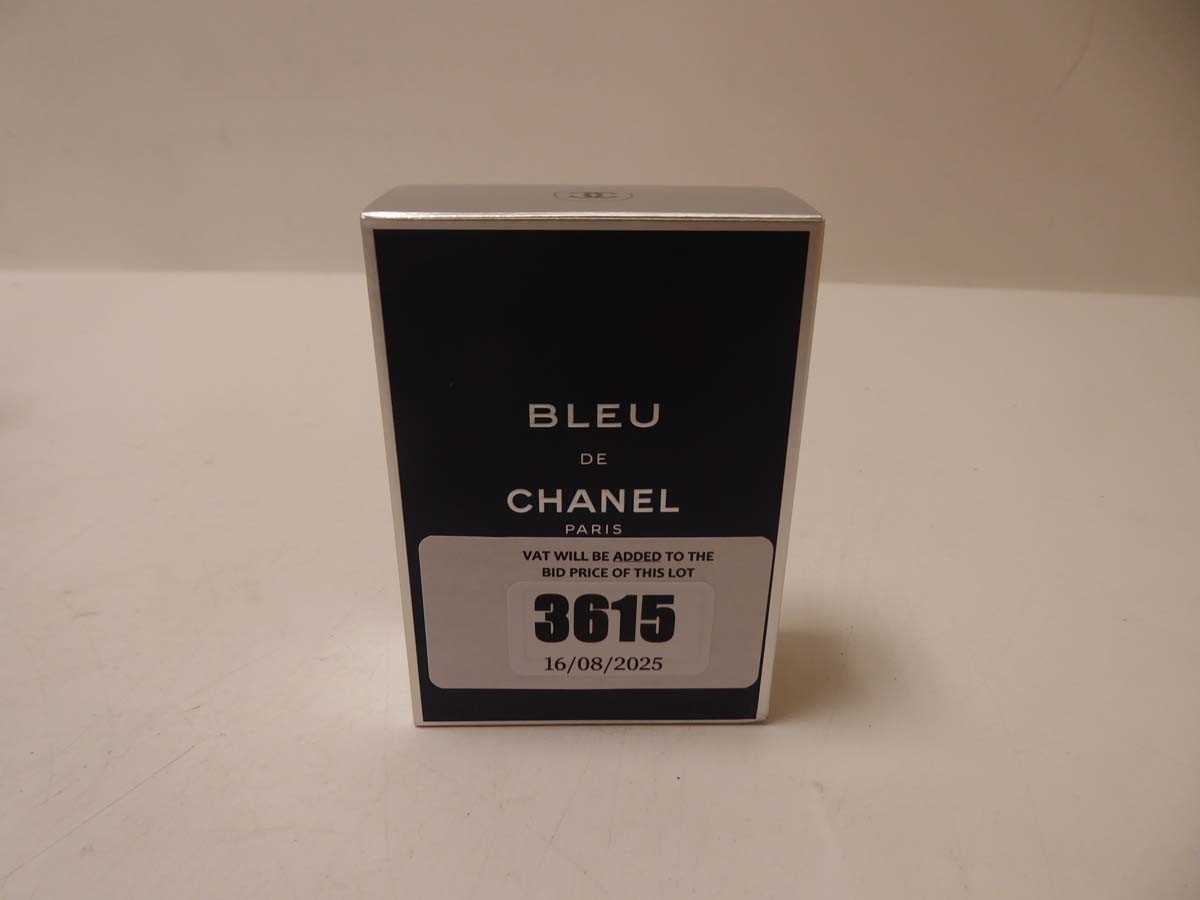 BLEU
DE
CHANEL
PARIS
VAT WILL BE ADDED TO THE
BID PRICE OF THIS LOT
3615
16/08/2025